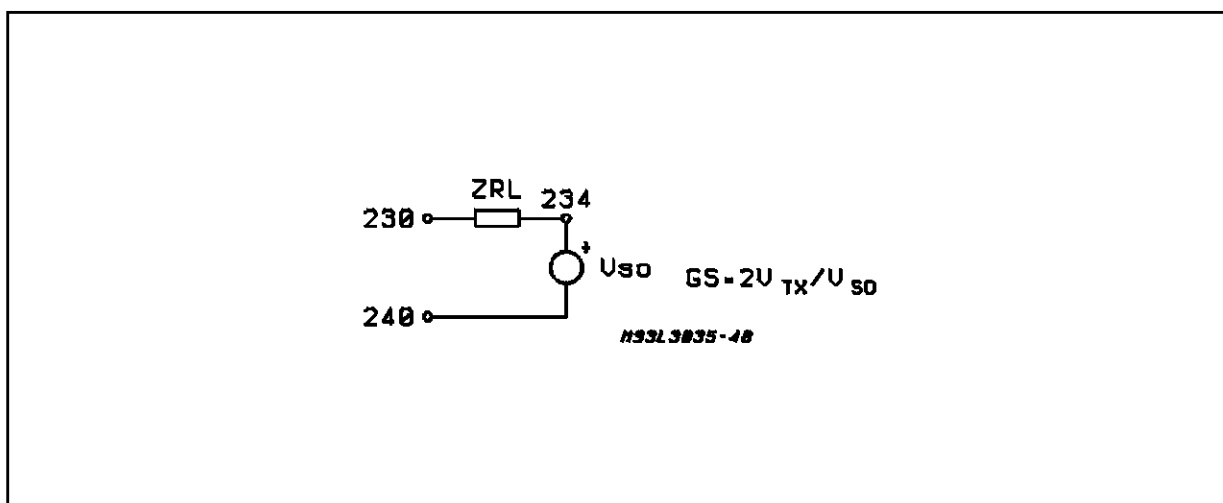 ZRL
234
230
+
VSO
GS=2V TX/V SO
240
M93L3035-48